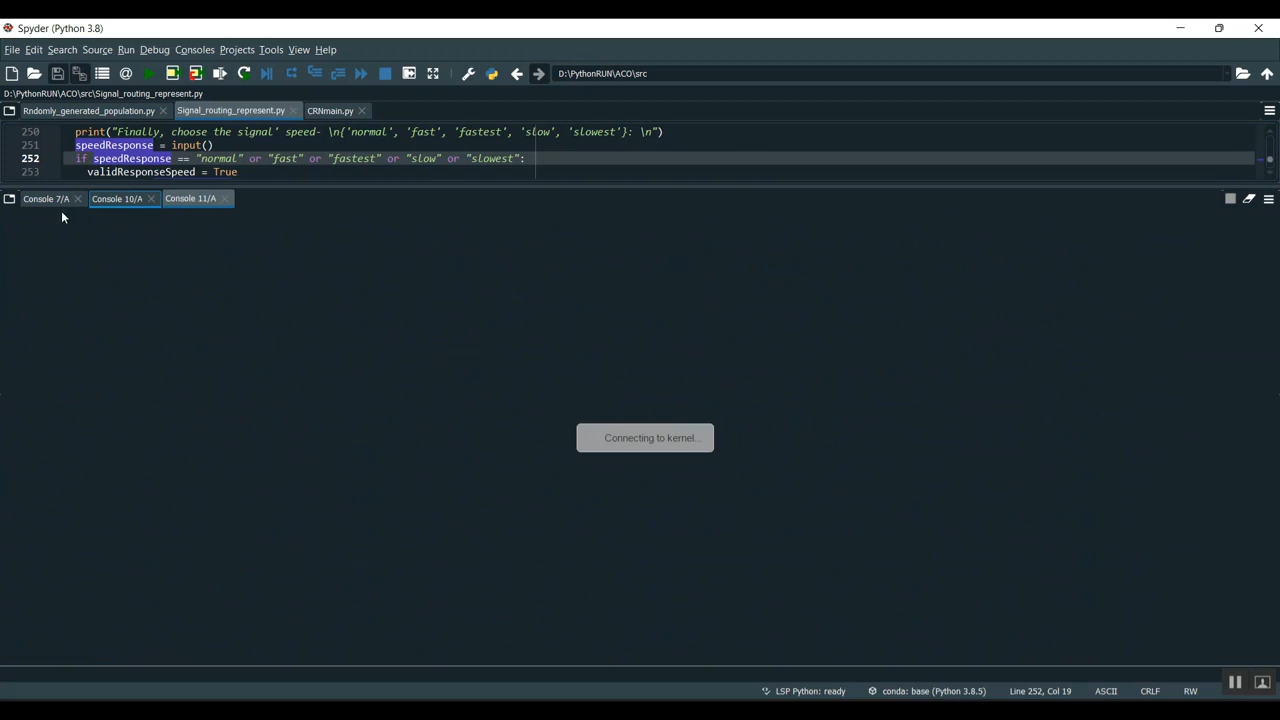 Spyder (Python 3.8)
File Edit Search Source Run Debug Consoles Projects Tools View Help
D:\PythonRUN\ACO\src
D:\PythonRUN\ACO\src\Signal_routing_represent.py
Rndomly_generated_population.py Signal_routing_represent.py CRNmain.py
250 print("Finally, choose the signal' speed- \n{'normal', 'fast', 'fastest', 'slow', 'slowest'}: \n")
251 speedResponse = input()
252 if speedResponse == "normal" or "fast" or "fastest" or "slow" or "slowest":
253 validResponseSpeed = True
Console 7/A Console 10/A Console 11/A
Connecting to kernel...
LSP Python: ready conda: base (Python 3.8.5) Line 252, Col 19 ASCII CRLF RW